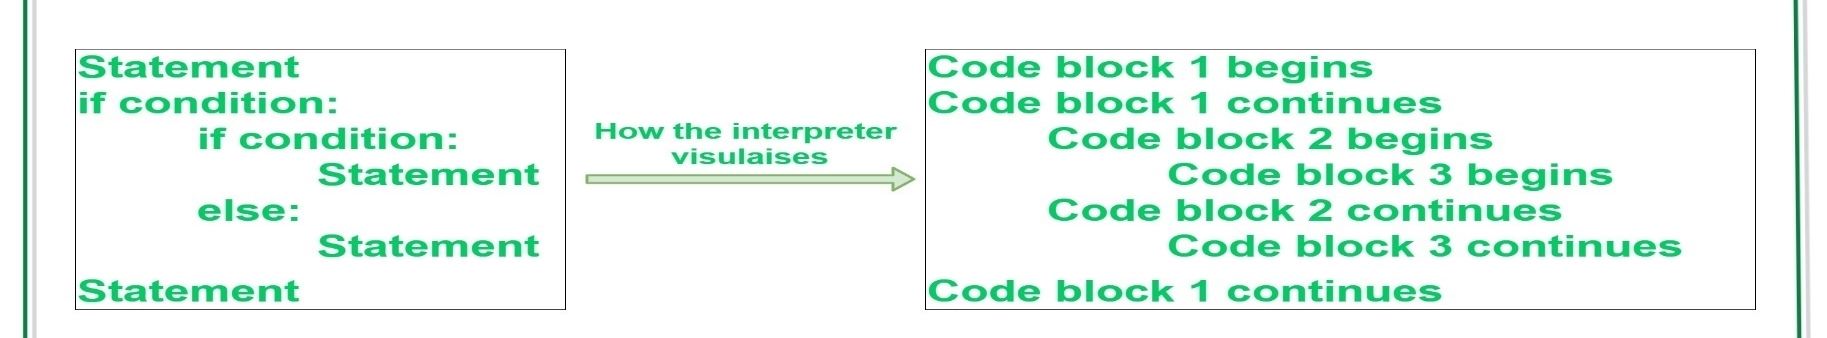 Statement
if condition:
if condition:
Statement
else:
Statement
Statement
How the interpreter
visulaises
Code block 1 begins
Code block 1 continues
Code block 2 begins
Code block 3 begins
Code block 2 continues
Code block 3 continues
Code block 1 continues